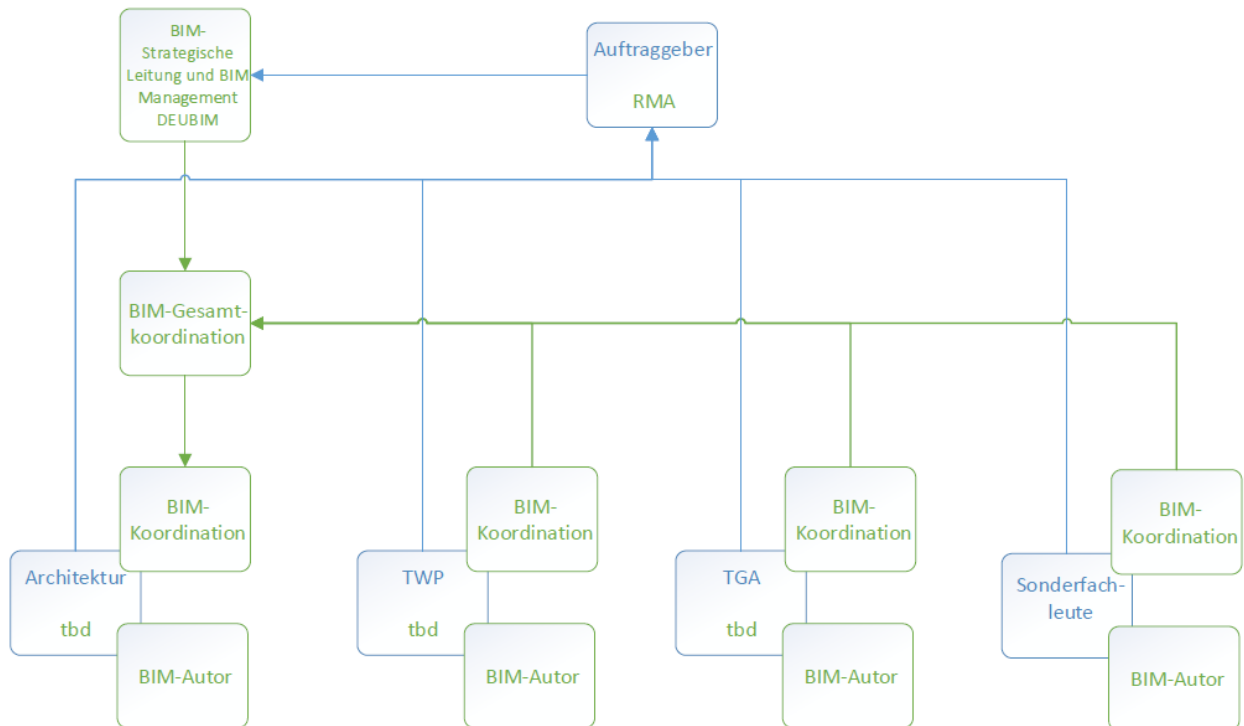 BIM-
Strategische
Leitung und BIM
Management
DEUBIM
Auftraggeber
RMA
BIM-Gesamt-
koordination
BIM-
Koordination
Architektur
tbd
BIM-Autor
BIM-
Koordination
TWP
tbd
BIM-Autor
BIM-
Koordination
TGA
tbd
BIM-Autor
BIM-
Koordination
Sonderfach-
leute
BIM-Autor